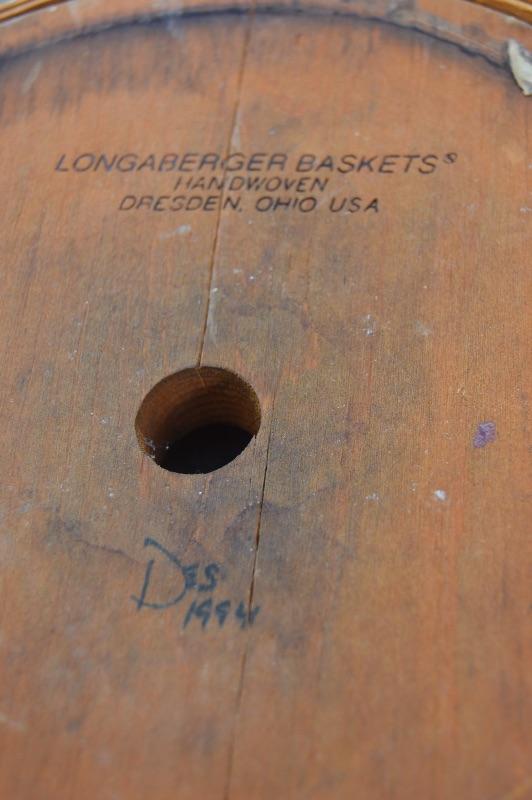 LONGABERGER BASKETS®
HANDWOVEN
DRESDEN, OHIO USA
DES
1994